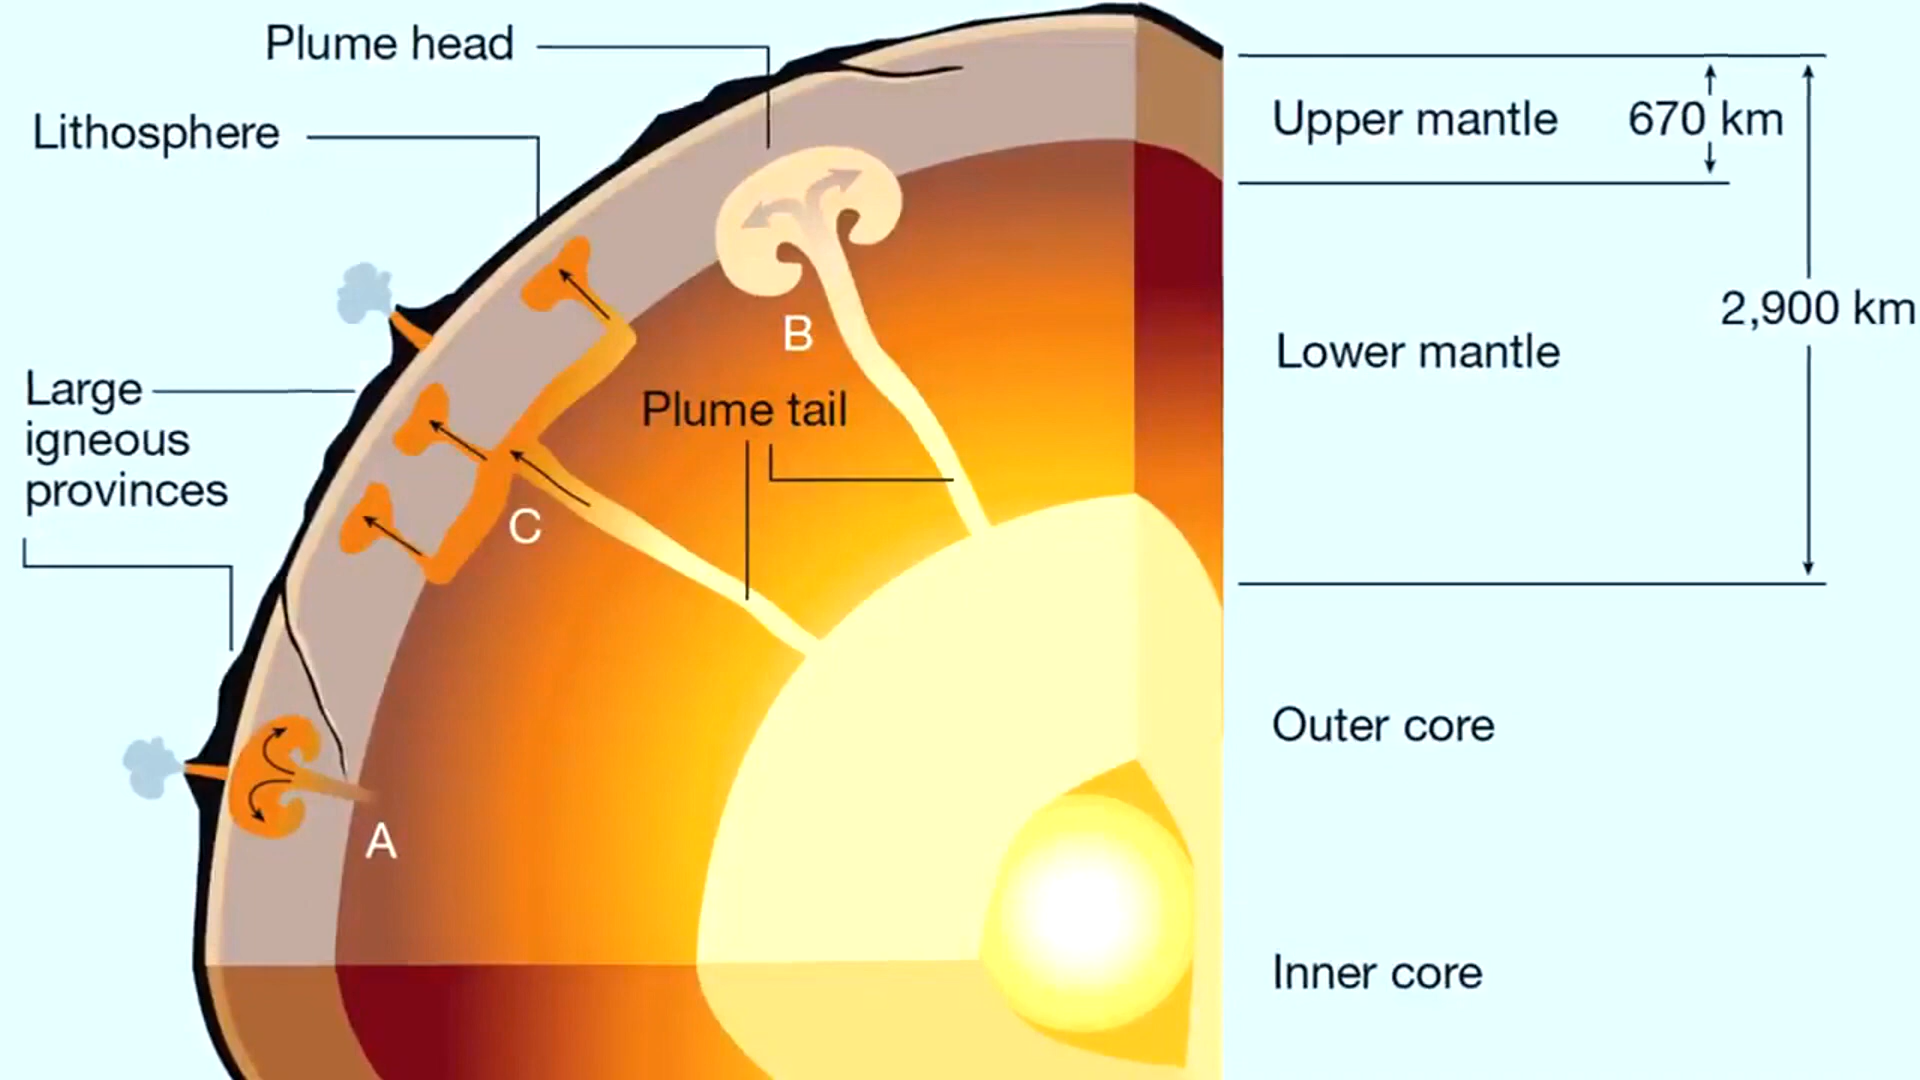 Plume head
Lithosphere
Large
igneous
provinces
Plume tail
A
B
C
Upper mantle
670 km
Lower mantle
2,900 km
Outer core
Inner core